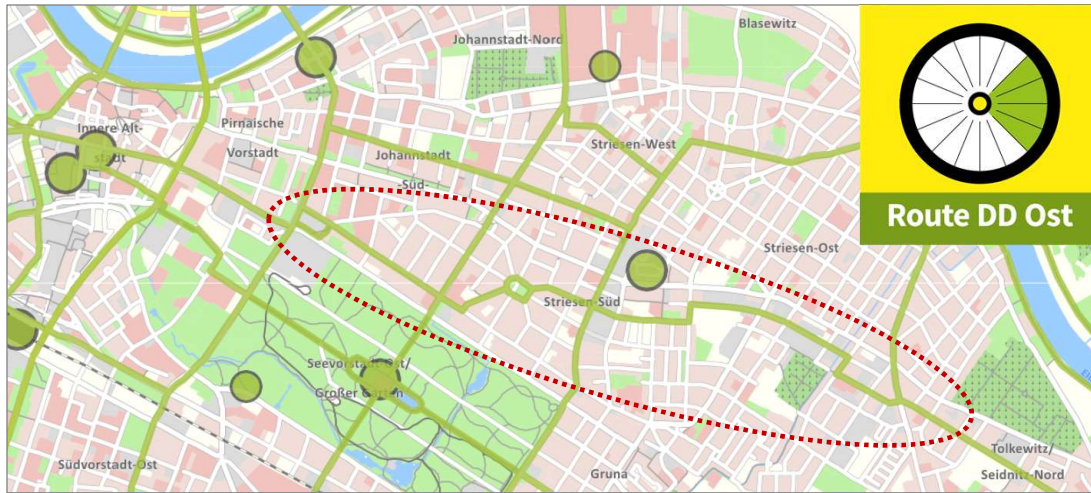 Blasewitz
Johannstadt-Nord
Pirnaische
Vorstadt
Innere Alt-
stadt
Johannstadt
-Süd-
Striesen-West
Striesen-Ost
Striesen-Süd
Seevorstadt-Ost/
Großer Garten
Südvorstadt-Ost
Gruna
Tolkewitz/
Seidnitz-Nord
Route DD Ost